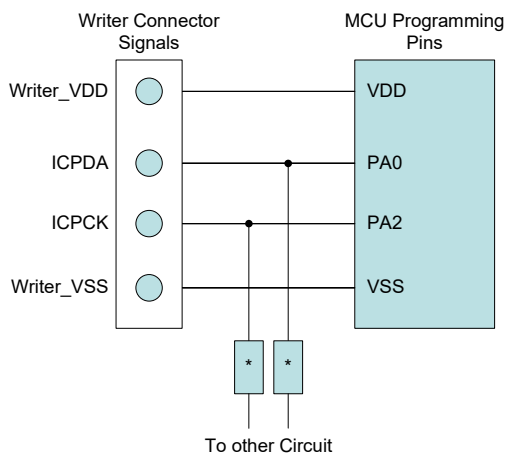 Writer Connector
Signals
MCU Programming
Pins
Writer_VDD
VDD
ICPDA
PA0
ICPCK
PA2
Writer_VSS
VSS
* *
To other Circuit